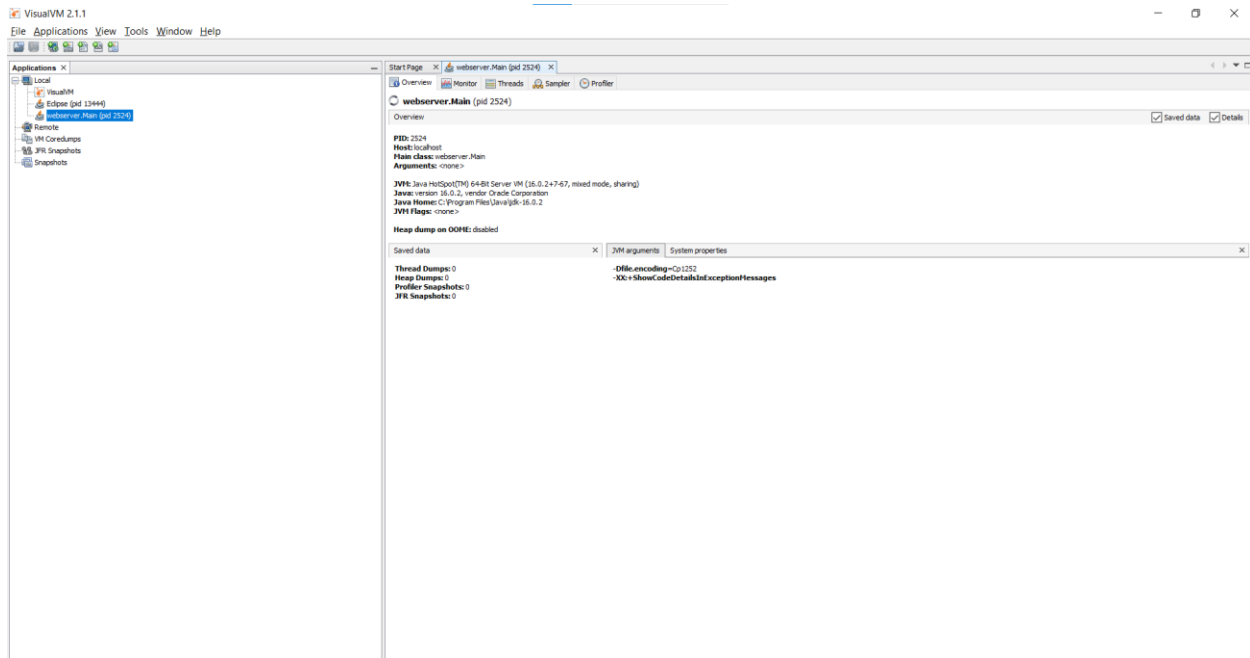 VisualVM 2.1.1
File Applications View Tools Window Help
Applications
Start Page webserver.Main (pid 2524)
Local
VisualVM
Eclipse (pid 13444)
webserver.Main (pid 2524)
Remote
VM Coredumps
JFR Snapshots
Snapshots
Overview Monitor Threads Sampler Profiler
webserver.Main (pid 2524)
Overview Saved data Details
PID: 2524
Host: localhost
Main class: webserver.Main
Arguments: <none>
JVM: Java HotSpot(TM) 64-Bit Server VM (16.0.2+7-67, mixed mode, sharing)
Java: version 16.0.2, vendor Oracle Corporation
Java Home: C:\Program Files\Java\jdk-16.0.2
JVM Flags: <none>
Heap dump on OOME: disabled
Saved data
Thread Dumps: 0
Heap Dumps: 0
Profiler Snapshots: 0
JFR Snapshots: 0
JVM arguments System properties
-Dfile.encoding=Cp1252
-XX:+ShowCodeDetailsInExceptionMessages